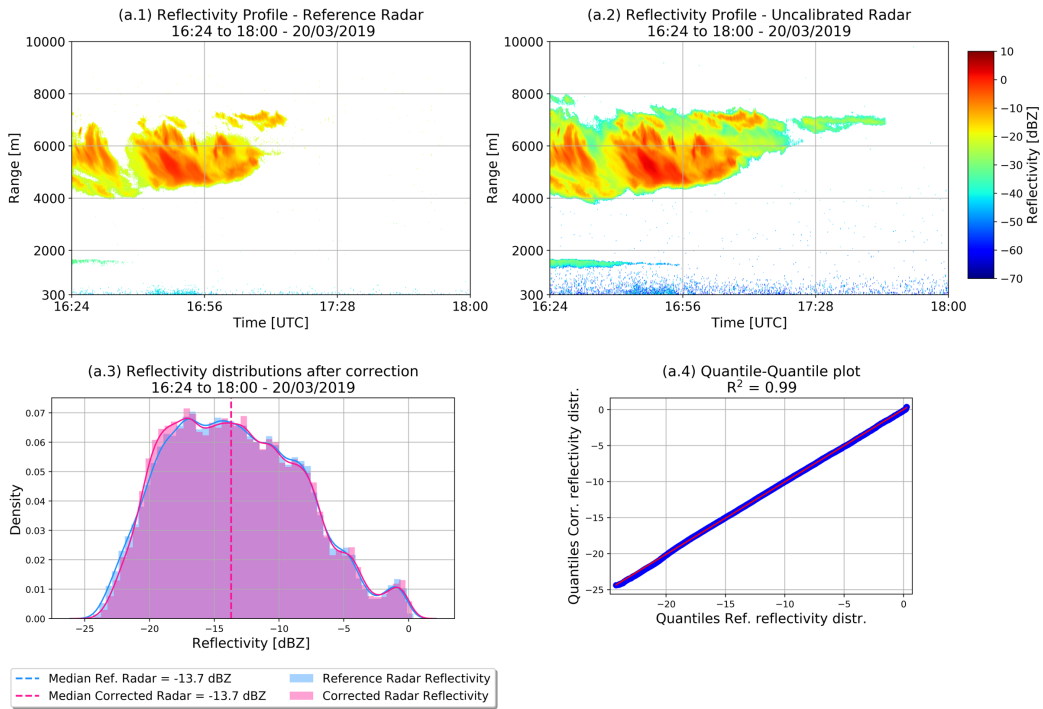 (a.1) Reflectivity Profile - Reference Radar
16:24 to 18:00 - 20/03/2019
10000
8000
6000
4000
2000
300
Range [m]
16:24
16:56
17:28
18:00
Time [UTC]
(a.2) Reflectivity Profile - Uncalibrated Radar
16:24 to 18:00 - 20/03/2019
10000
8000
6000
4000
2000
300
Range [m]
16:24
16:56
17:28
18:00
Time [UTC]
10
0
−10
−20
−30
−40
−50
−60
−70
Reflectivity [dBZ]
(a.3) Reflectivity distributions after correction
16:24 to 18:00 - 20/03/2019
0.07
0.06
0.05
0.04
0.03
0.02
0.01
0.00
Density
−25
−20
−15
−10
−5
0
Reflectivity [dBZ]
Median Ref. Radar = -13.7 dBZ
Median Corrected Radar = -13.7 dBZ
Reference Radar Reflectivity
Corrected Radar Reflectivity
(a.4) Quantile-Quantile plot
R² = 0.99
0
−5
−10
−15
−20
−25
Quantiles Corr. reflectivity distr.
−20
−15
−10
−5
0
Quantiles Ref. reflectivity distr.